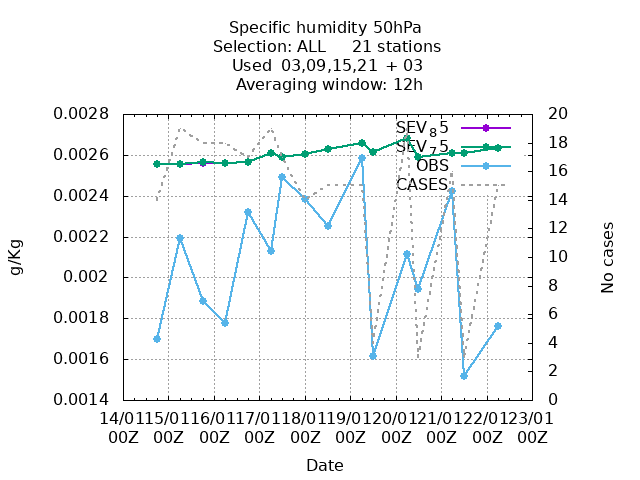 Specific humidity 50hPa
Selection: ALL 21 stations
Used 03,09,15,21 + 03
Averaging window: 12h
0.0028
0.0026
0.0024
0.0022
0.002
0.0018
0.0016
0.0014
g/Kg
20
18
16
14
12
10
8
6
4
2
0
No cases
SEV_85
SEV_75
OBS
CASES
14/01 15/01 16/01 17/01 18/01 19/01 20/01 21/01 22/01 23/01
00Z 00Z 00Z 00Z 00Z 00Z 00Z 00Z 00Z 00Z
Date